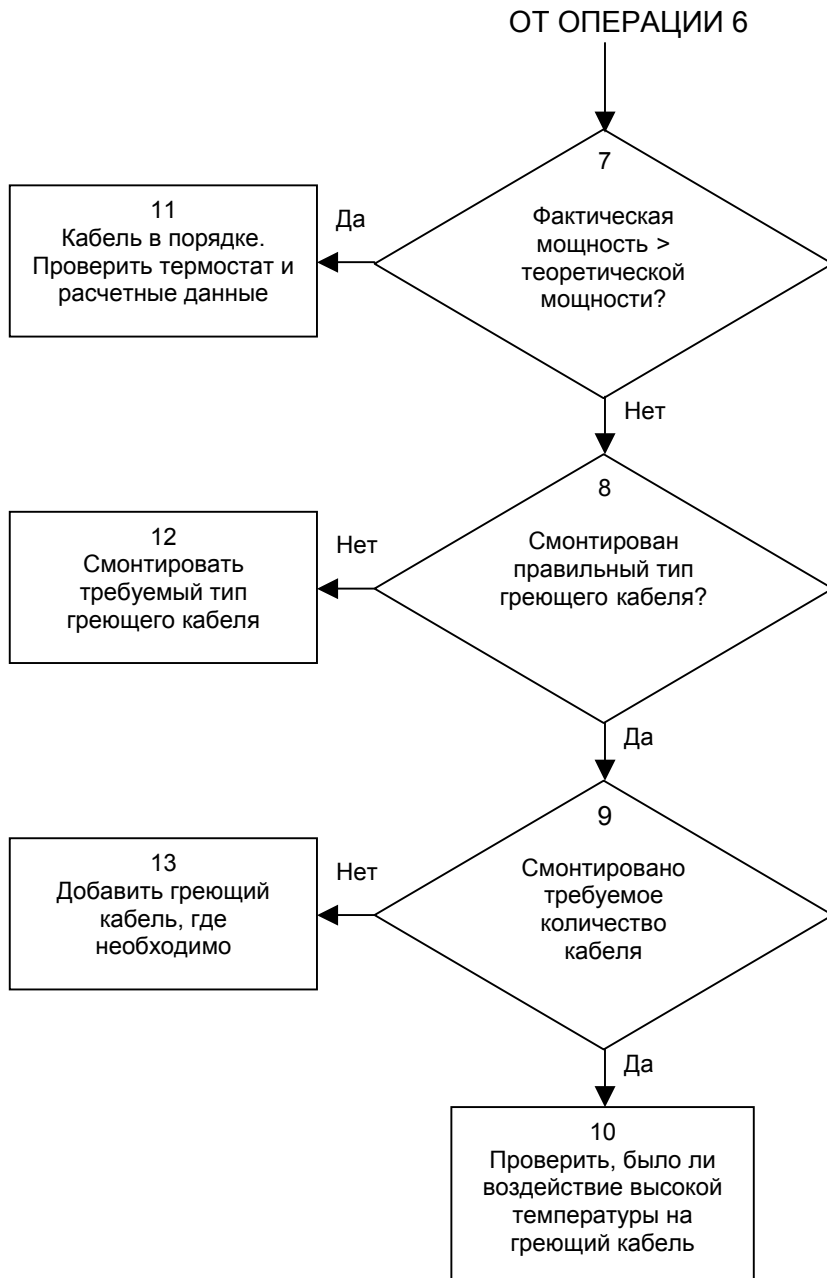 ОТ ОПЕРАЦИИ 6
7
Фактическая
мощность >
теоретической
мощности?
Да
11
Кабель в порядке.
Проверить термостат и
расчетные данные
Нет
8
Смонтирован
правильный тип
греющего кабеля?
Нет
12
Смонтировать
требуемый тип
греющего кабеля
Да
9
Смонтировано
требуемое
количество
кабеля
Нет
13
Добавить греющий
кабель, где
необходимо
Да
10
Проверить, было ли
воздействие высокой
температуры на
греющий кабель